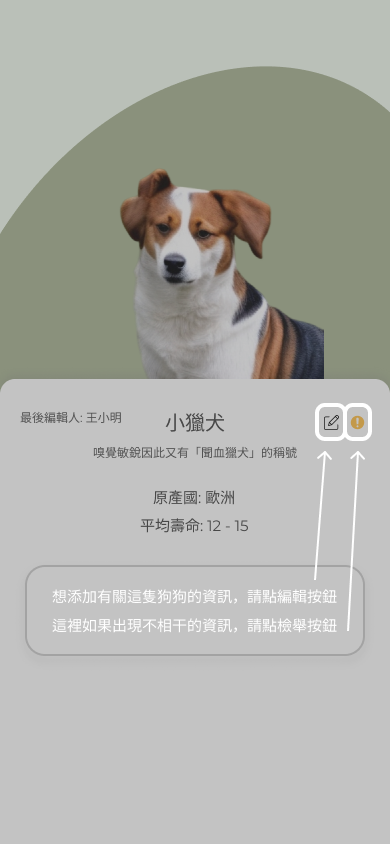 最後編輯人: 王小明
小獵犬
嗅覺敏銳因此又有「聞血獵犬」的稱號
原產國: 歐洲
平均壽命: 12 - 15
想添加有關這隻狗狗的資訊，請點編輯按鈕
這裡如果出現不相干的資訊，請點檢舉按鈕